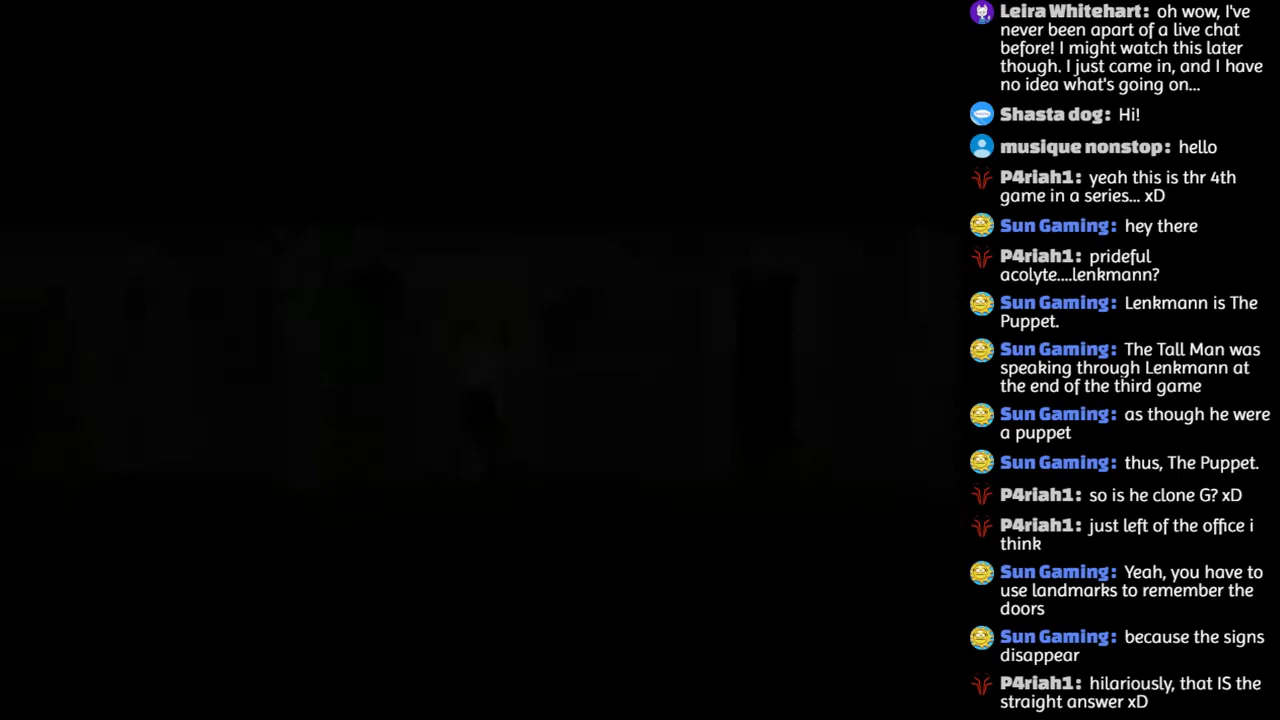 Leira Whitehart: oh wow, I've
never been apart of a live chat
before! I might watch this later
though. I just came in, and I have
no idea what's going on...
Shasta dog: Hi!
musique nonstop: hello
P4riah1: yeah this is thr 4th
game in a series... xD
Sun Gaming: hey there
P4riah1: prideful
acolyte....lenkmann?
Sun Gaming: Lenkmann is The
Puppet.
Sun Gaming: The Tall Man was
speaking through Lenkmann at
the end of the third game
Sun Gaming: as though he were
a puppet
Sun Gaming: thus, The Puppet.
P4riah1: so is he clone G? xD
P4riah1: just left of the office i
think
Sun Gaming: Yeah, you have to
use landmarks to remember the
doors
Sun Gaming: because the signs
disappear
P4riah1: hilariously, that IS the
straight answer xD